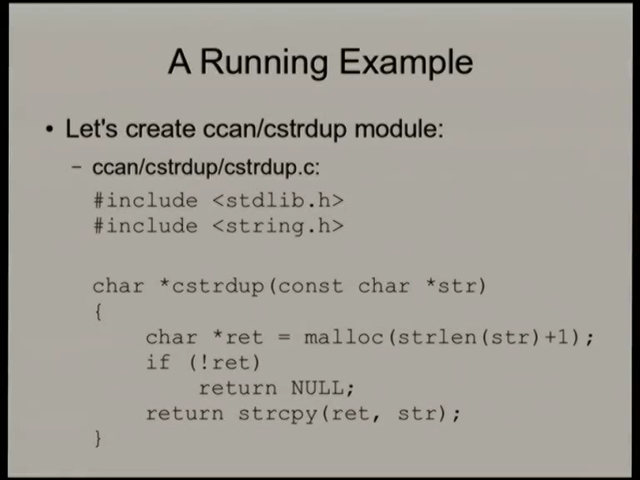 A Running Example
• Let's create ccan/cstrdup module:
– ccan/cstrdup/cstrdup.c:
#include <stdlib.h>
#include <string.h>
char *cstrdup(const char *str)
{
char *ret = malloc(strlen(str)+1);
if (!ret)
return NULL;
return strcpy(ret, str);
}